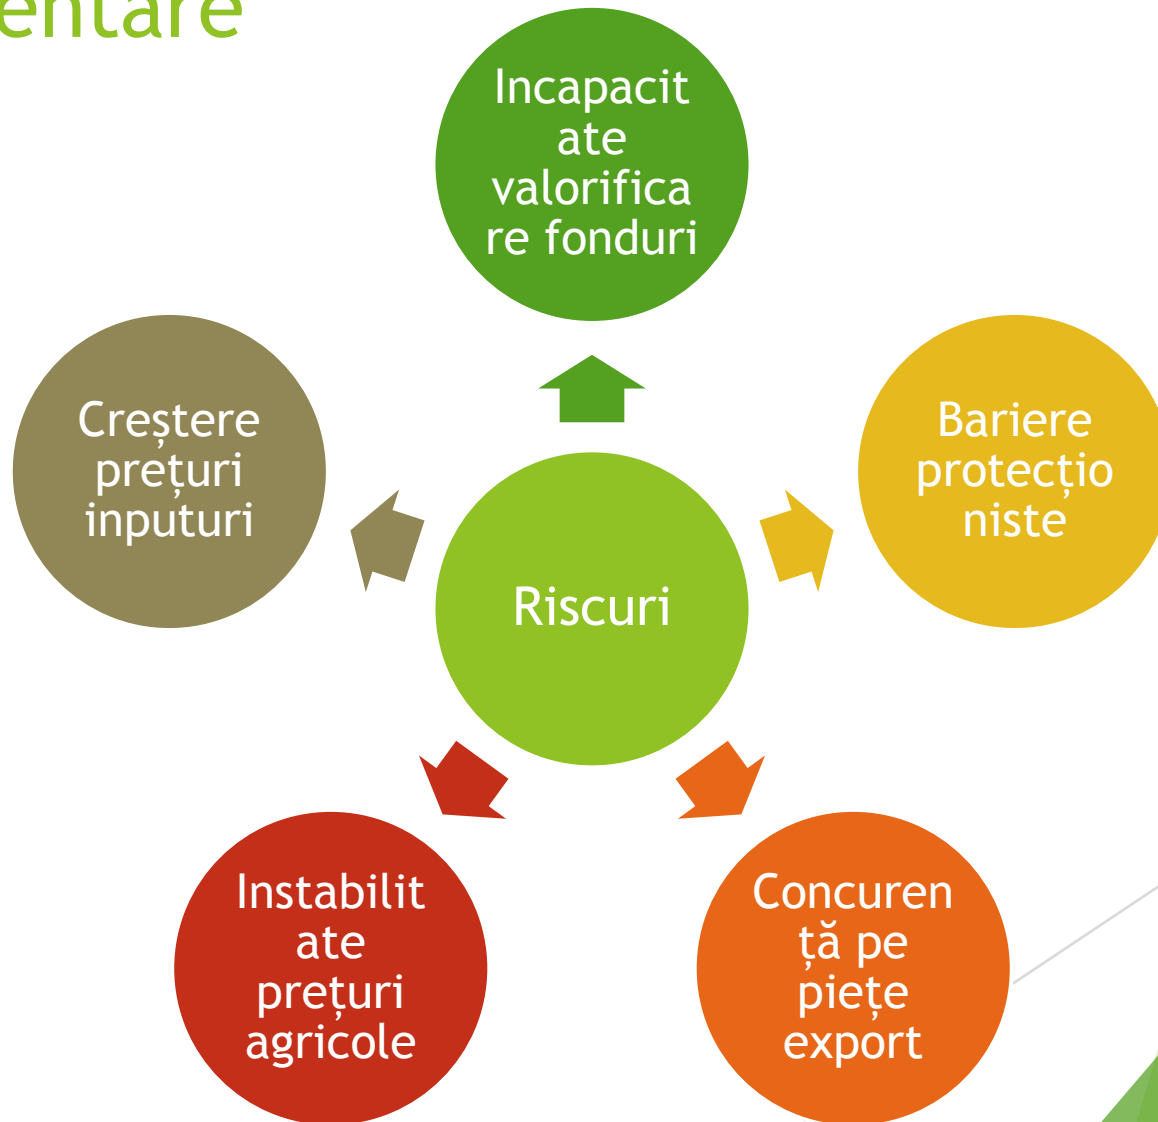 entare
Incapacit
ate
valorifica
re fonduri
Creștere
prețuri
inputuri
Bariere
protecțio
niste
Riscuri
Instabilit
ate
prețuri
agricole
Concuren
ță pe
piețe
export